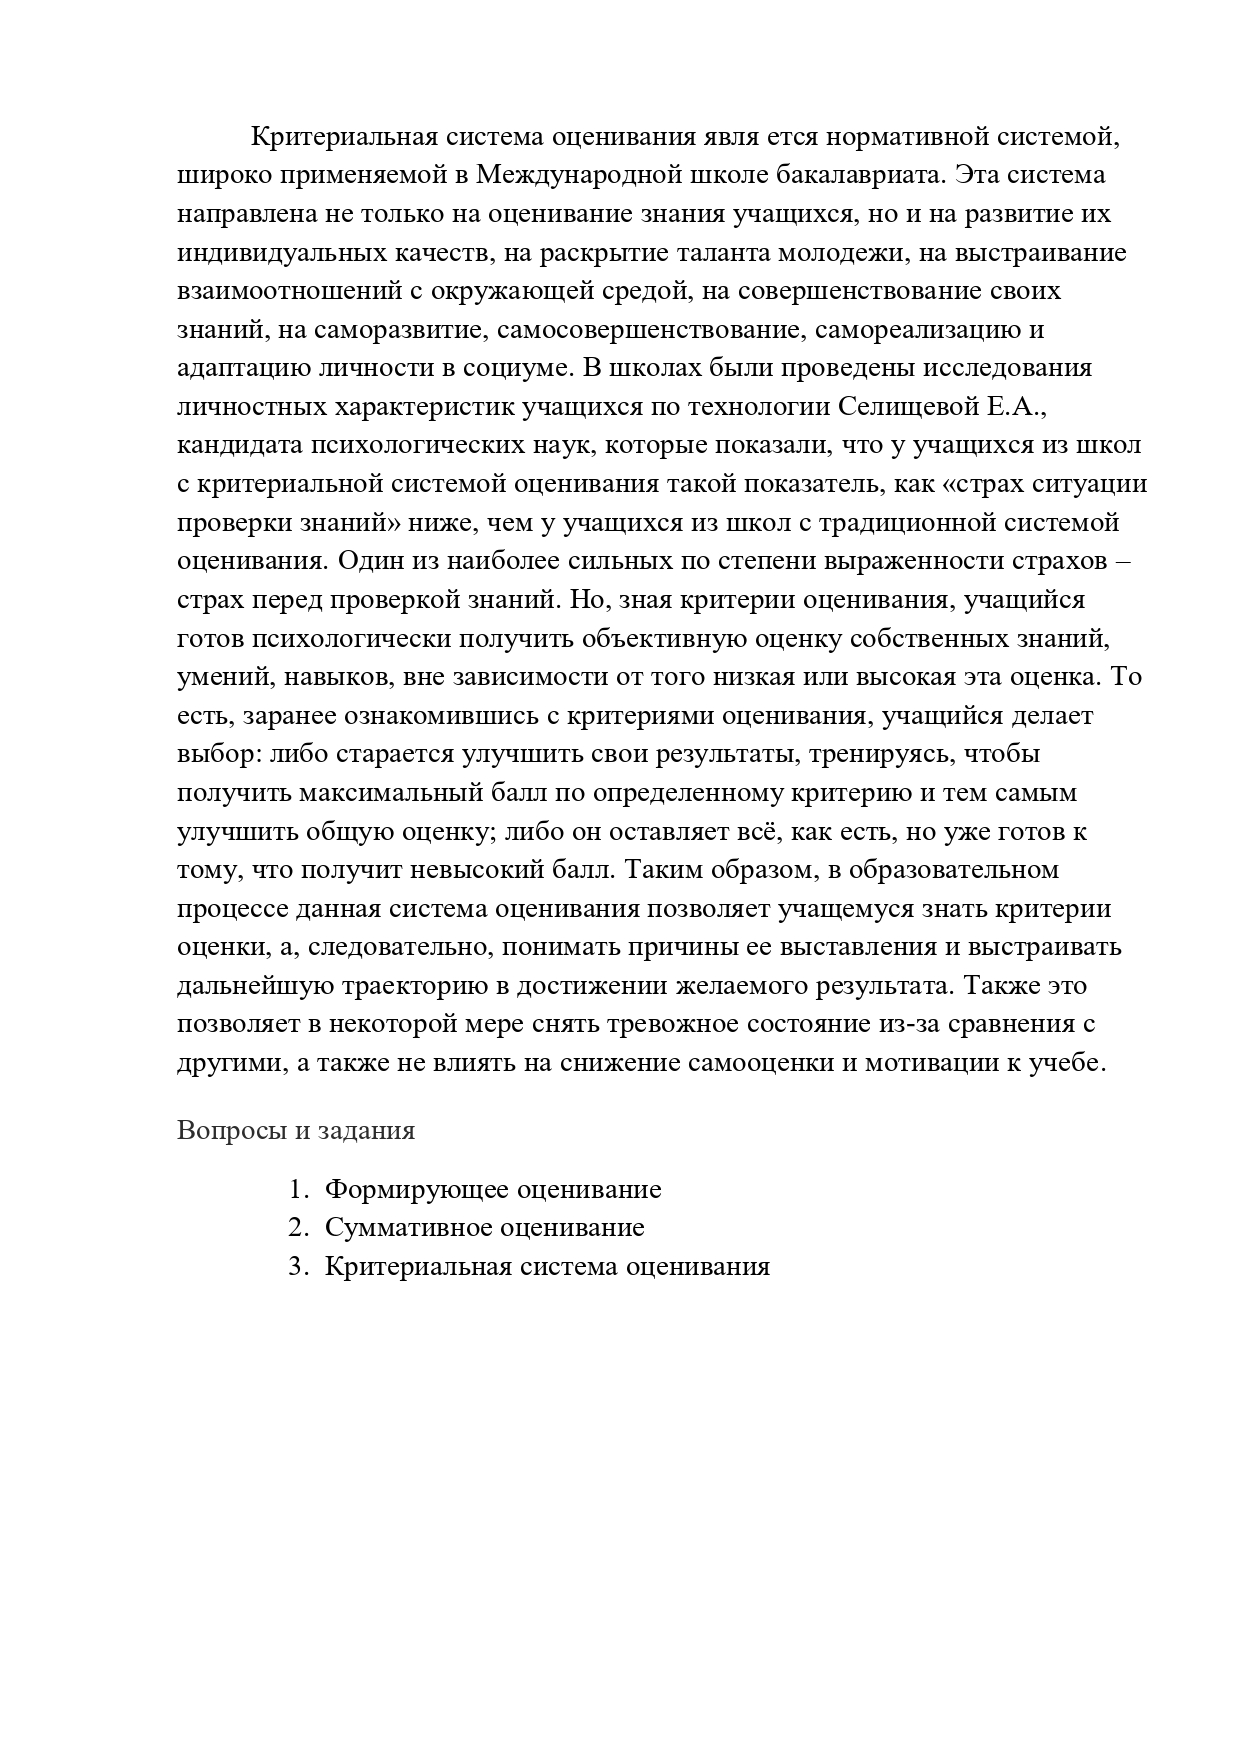 Критериальная система оценивания явля ется нормативной системой,
широко применяемой в Международной школе бакалавриата. Эта система
направлена не только на оценивание знания учащихся, но и на развитие их
индивидуальных качеств, на раскрытие таланта молодежи, на выстраивание
взаимоотношений с окружающей средой, на совершенствование своих
знаний, на саморазвитие, самосовершенствование, самореализацию и
адаптацию личности в социуме. В школах были проведены исследования
личностных характеристик учащихся по технологии Селищевой Е.А.,
кандидата психологических наук, которые показали, что у учащихся из школ
с критериальной системой оценивания такой показатель, как «страх ситуации
проверки знаний» ниже, чем у учащихся из школ с традиционной системой
оценивания. Один из наиболее сильных по степени выраженности страхов –
страх перед проверкой знаний. Но, зная критерии оценивания, учащийся
готов психологически получить объективную оценку собственных знаний,
умений, навыков, вне зависимости от того низкая или высокая эта оценка. То
есть, заранее ознакомившись с критериями оценивания, учащийся делает
выбор: либо старается улучшить свои результаты, тренируясь, чтобы
получить максимальный балл по определенному критерию и тем самым
улучшить общую оценку; либо он оставляет всё, как есть, но уже готов к
тому, что получит невысокий балл. Таким образом, в образовательном
процессе данная система оценивания позволяет учащемуся знать критерии
оценки, а, следовательно, понимать причины ее выставления и выстраивать
дальнейшую траекторию в достижении желаемого результата. Также это
позволяет в некоторой мере снять тревожное состояние из-за сравнения с
другими, а также не влиять на снижение самооценки и мотивации к учебе.
Вопросы и задания
1. Формирующее оценивание
2. Суммативное оценивание
3. Критериальная система оценивания